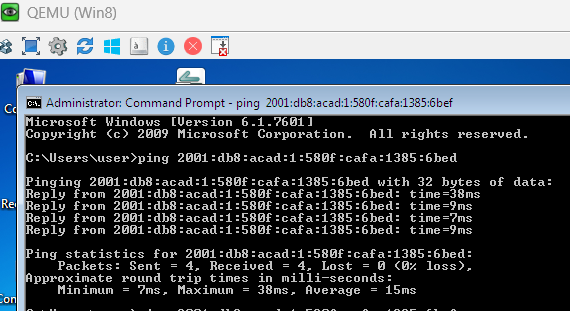 QEMU (Win8)
Administrator: Command Prompt - ping 2001:db8:acad:1:580f:cafa:1385:6bef
Microsoft Windows [Version 6.1.7601]
Copyright (c) 2009 Microsoft Corporation. All rights reserved.
C:\Users\user>ping 2001:db8:acad:1:580f:cafa:1385:6bed
Pinging 2001:db8:acad:1:580f:cafa:1385:6bed with 32 bytes of data:
Reply from 2001:db8:acad:1:580f:cafa:1385:6bed: time=38ms
Reply from 2001:db8:acad:1:580f:cafa:1385:6bed: time=9ms
Reply from 2001:db8:acad:1:580f:cafa:1385:6bed: time=7ms
Reply from 2001:db8:acad:1:580f:cafa:1385:6bed: time=9ms
Ping statistics for 2001:db8:acad:1:580f:cafa:1385:6bed:
Packets: Sent = 4, Received = 4, Lost = 0 (0% loss),
Approximate round trip times in milli-seconds:
Minimum = 7ms, Maximum = 38ms, Average = 15ms